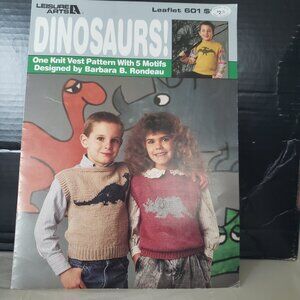 LEISURE
ARTS
Leaflet 601
DINOSAURS!
One Knit Vest Pattern With 5 Motifs
Designed by Barbara B. Rondeau